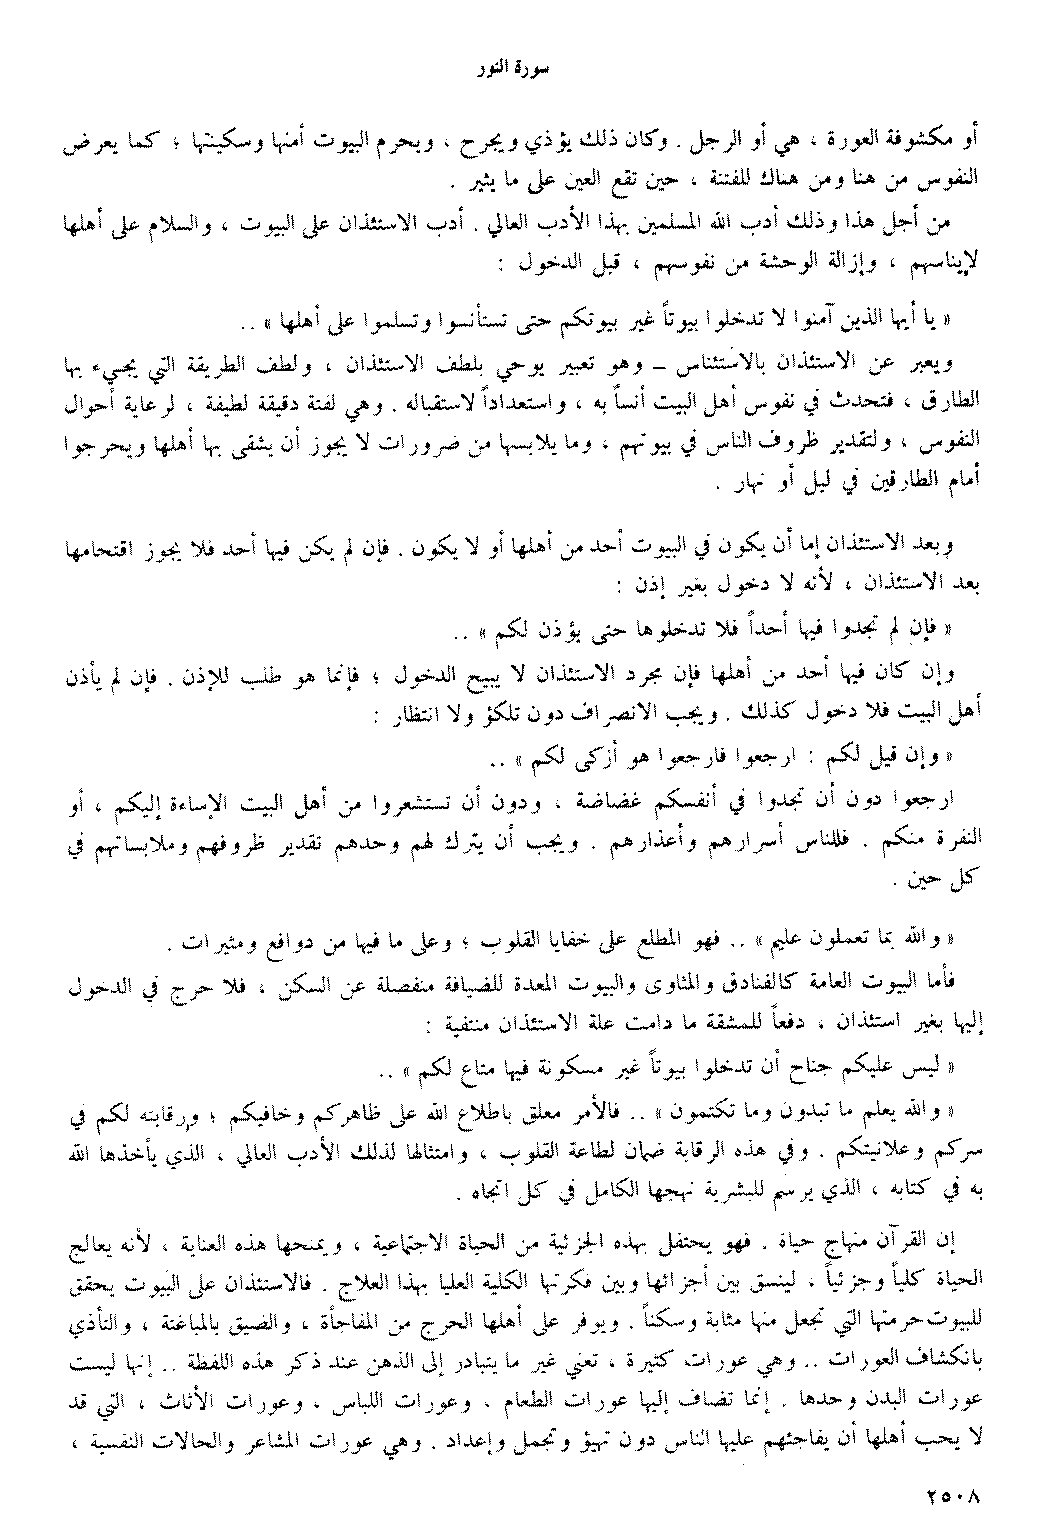 سورة النور
أو مكشوفة العورة ، هي أو الرجل . وكان ذلك يؤذي ويجرح ، ويحرم البيوت أمنها وسكينتها ؛ كما يعرض
النفوس من هنا ومن هناك للفتنة ، حين تقع العين على ما يثير .
من أجل هذا وذلك أدب الله المسلمين بهذا الأدب العالي . أدب الاستئذان على البيوت ، والسلام على أهلها
لإيناسهم ، وإزالة الوحشة من نفوسهم ، قبل الدخول :
« يا أيها الذين آمنوا لا تدخلوا بيوتاً غير بيوتكم حتى تستأنسوا وتسلموا على أهلها » ..
ويعبر عن الاستئذان بالاستئناس – وهو تعبير يوحي بلطف الاستئذان ، ولطف الطريقة التي يجيء بها
الطارق ، فتحدث في نفوس أهل البيت أنساً به ، واستعداداً لاستقباله . وهي لفتة دقيقة لطيفة ، لرعاية أحوال
النفوس ، ولتقدير ظروف الناس في بيوتهم ، وما يلابسها من ضرورات لا يجوز أن يشقى بها أهلها ويحرجوا
أمام الطارقين في ليل أو نهار .
وبعد الاستئذان إما أن يكون في البيوت أحد من أهلها أو لا يكون . فإن لم يكن فيها أحد فلا يجوز اقتحامها
بعد الاستئذان ، لأنه لا دخول بغير إذن :
« فإن لم تجدوا فيها أحداً فلا تدخلوها حتى يؤذن لكم » ..
وإن كان فيها أحد من أهلها فإن مجرد الاستئذان لا يبيح الدخول ؛ فإنما هو طلب للإذن . فإن لم يأذن
أهل البيت فلا دخول كذلك . ويجب الانصراف دون تلكؤ ولا انتظار :
« وإن قيل لكم : ارجعوا فارجعوا هو أزكى لكم » ..
ارجعوا دون أن تجدوا في أنفسكم غضاضة ، ودون أن تستشعروا من أهل البيت الإساءة إليكم ، أو
النفرة منكم . فللناس أسرارهم وأعذارهم . ويجب أن يترك لهم وحدهم تقدير ظروفهم وملابساتهم في
كل حين .
« والله بما تعملون عليم » .. فهو المطلع على خفايا القلوب ؛ وعلى ما فيها من دوافع ومثيرات .
فأما البيوت العامة كالفنادق والمثاوى والبيوت المعدة للضيافة منفصلة عن السكن ، فلا حرج في الدخول
إليها بغير استئذان ، دفعاً للمشقة ما دامت علة الاستئذان منتفية :
« ليس عليكم جناح أن تدخلوا بيوتاً غير مسكونة فيها متاع لكم » ..
« والله يعلم ما تبدون وما تكتمون » .. فالأمر معلق باطلاع الله على ظاهركم وخافيكم ؛ ورقابته لكم في
سركم وعلانيتكم . وفي هذه الرقابة ضمان لطاعة القلوب ، وامتثالها لذلك الأدب العالي ، الذي يأخذها الله
به في كتابه ، الذي يرسم للبشرية نهجها الكامل في كل اتجاه .
إن القرآن منهاج حياة . فهو يحتفل بهذه الجزئية من الحياة الاجتماعية ، ويمنحها هذه العناية ، لأنه يعالج
الحياة كلياً وجزئياً ، لينسق بين أجزائها وبين فكرتها الكلية العليا بهذا العلاج . فالاستئذان على البيوت يحقق
للبيوت حرمتها التي تجعل منها مثابة وسكناً . ويوفر على أهلها الحرج من المفاجأة ، والضيق بالمباغتة ، والتأذي
بانكشاف العورات .. وهي عورات كثيرة ، تعني غير ما يتبادر إلى الذهن عند ذكر هذه اللفظة .. إنها ليست
عورات البدن وحدها . إنما تضاف إليها عورات الطعام ، وعورات اللباس ، وعورات الأثاث ، التي قد
لا يحب أهلها أن يفاجئهم عليها الناس دون تهيؤ وتجمل وإعداد . وهي عورات المشاعر والحالات النفسية ،
٢٥٠٨